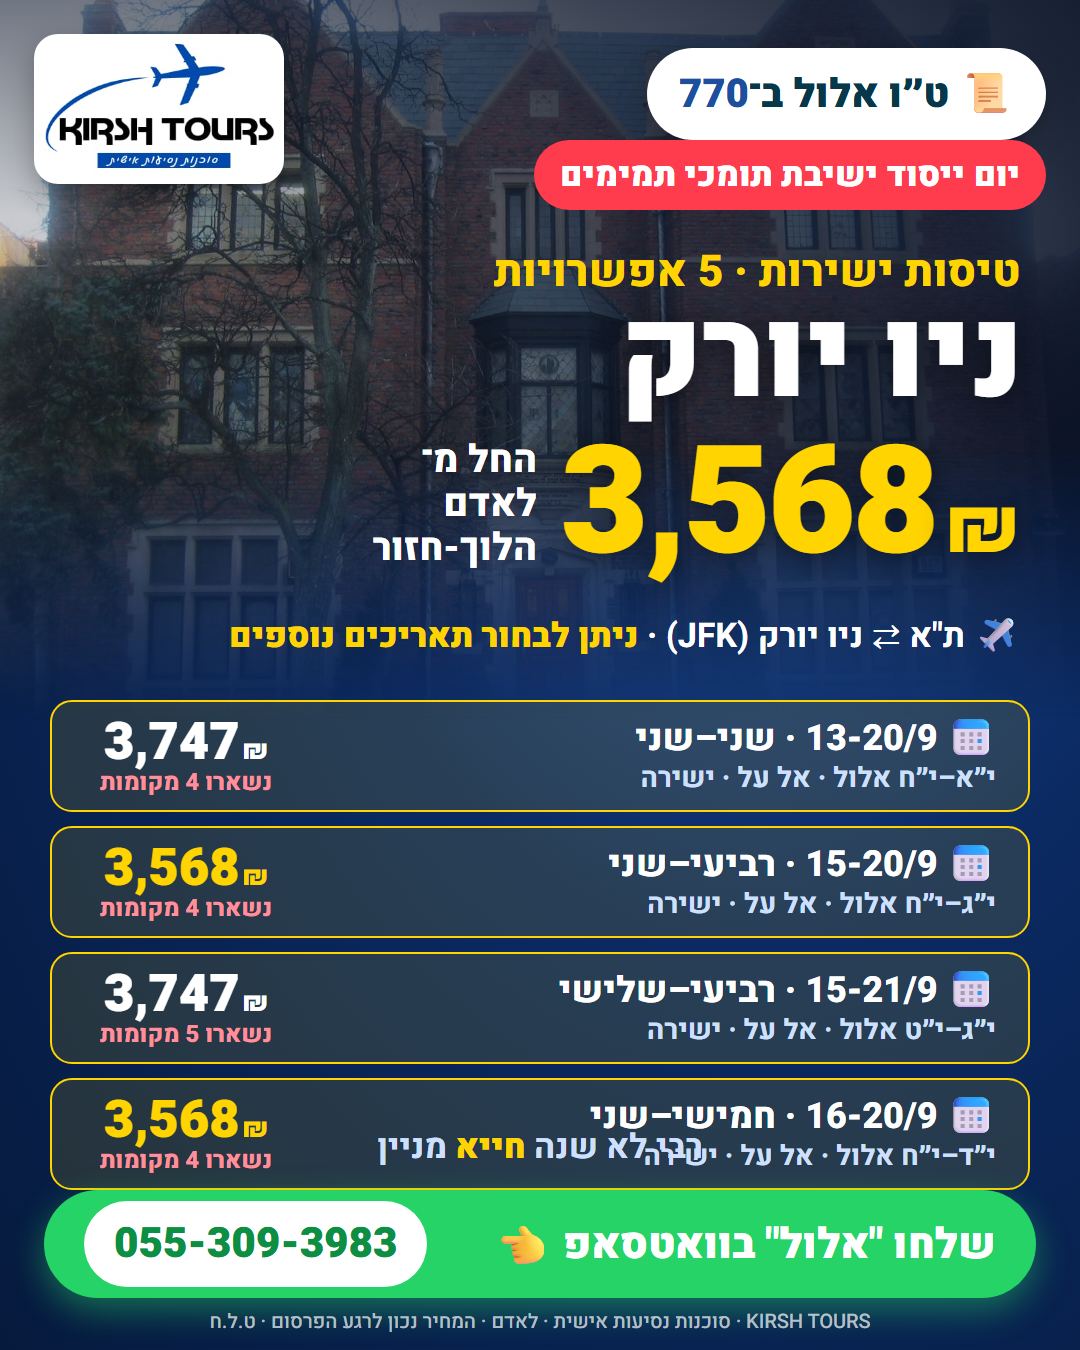 KIRSH TOURS
סוכנות נסיעות אישית
ט״ו אלול ב־770
יום ייסוד ישיבת תומכי תמימים
טיסות ישירות · 5 אפשרויות
ניו יורק
₪3,568
החל מ־
לאדם
הלוך-חזור
ת"א ⇄ ניו יורק (JFK) · ניתן לבחור תאריכים נוספים
13-20/9 · שני–שני
י״א–י״ח אלול · אל על · ישירה
₪3,747
נשארו 4 מקומות
15-20/9 · רביעי–שני
י״ג–י״ח אלול · אל על · ישירה
₪3,568
נשארו 4 מקומות
15-21/9 · רביעי–שלישי
י״ג–י״ט אלול · אל על · ישירה
₪3,747
נשארו 5 מקומות
16-20/9 · חמישי–שני
י״ד–י״ח אלול · אל על · ישירה
₪3,568
נשארו 4 מקומות
רבי לא שנה חייא מניין
שלחו "אלול" בוואטסאפ
055-309-3983
KIRSH TOURS · סוכנות נסיעות אישית · לאדם · המחיר נכון לרגע הפרסום · ט.ל.ח